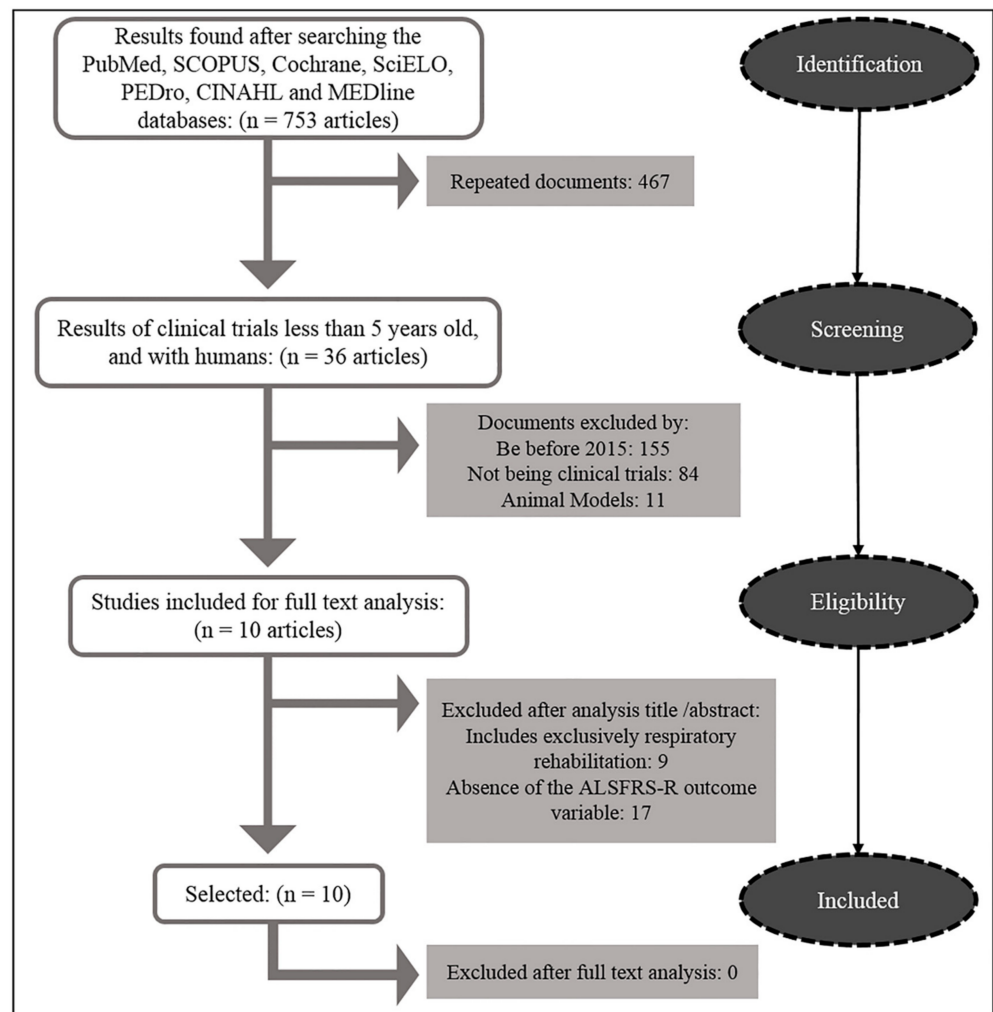 Results found after searching the
PubMed, SCOPUS, Cochrane, SciELO,
PEDro, CINAHL and MEDline
databases: (n = 753 articles)
Identification
Repeated documents: 467
Results of clinical trials less than 5 years old,
and with humans: (n = 36 articles)
Screening
Documents excluded by:
Be before 2015: 155
Not being clinical trials: 84
Animal Models: 11
Studies included for full text analysis:
(n = 10 articles)
Eligibility
Excluded after analysis title /abstract:
Includes exclusively respiratory
rehabilitation: 9
Absence of the ALSFRS-R outcome
variable: 17
Selected: (n = 10)
Included
Excluded after full text analysis: 0